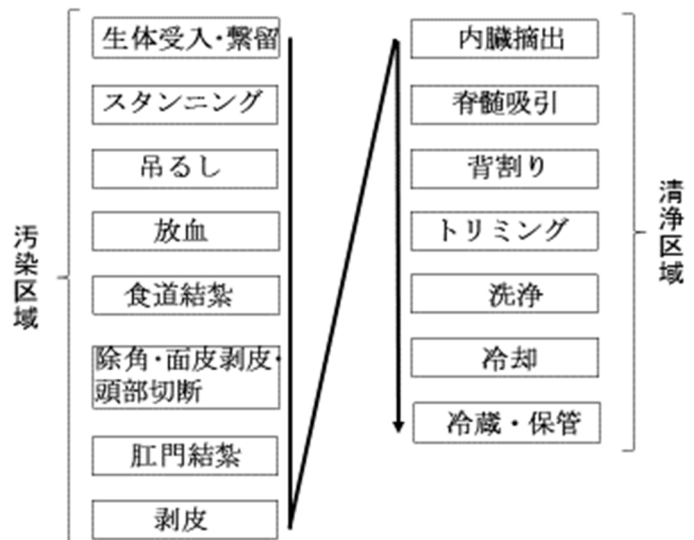 汚染区域
生体受入・繋留
スタンニング
吊るし
放血
食道結紮
除角・面皮剥皮・
頭部切断
肛門結紮
剥皮
内臓摘出
脊髄吸引
背割り
トリミング
洗浄
冷却
冷蔵・保管
清浄区域